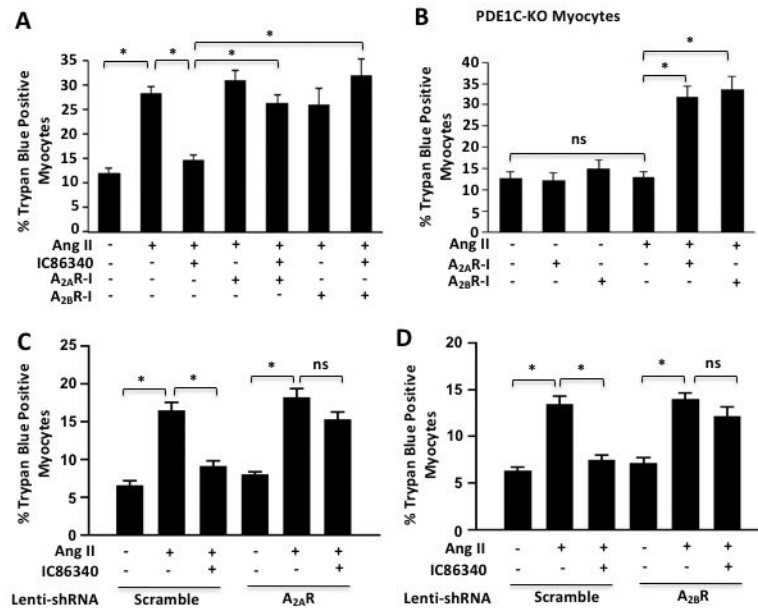 A
% Trypan Blue Positive
Myocytes
35
30
25
20
15
10
5
0
* * * *
Ang II - + + + + + +
IC86340 - - + - + - +
A2AR-I - - - + + - -
A2BR-I - - - - - + +
B
PDE1C-KO Myocytes
% Trypan Blue Positive
Myocytes
40
35
30
25
20
15
10
5
0
ns * *
Ang II - - - + + +
A2AR-I - + - - + -
A2BR-I - - + - - +
C
% Trypan Blue Positive
Myocytes
25
20
15
10
5
0
* * * ns
Ang II - + + - + +
IC86340 - - + - - +
Lenti-shRNA Scramble A2AR
D
% Trypan Blue Positive
Myocytes
20
15
10
5
0
* * * ns
Ang II - + + - + +
IC86340 - - + - - +
Lenti-shRNA Scramble A2BR